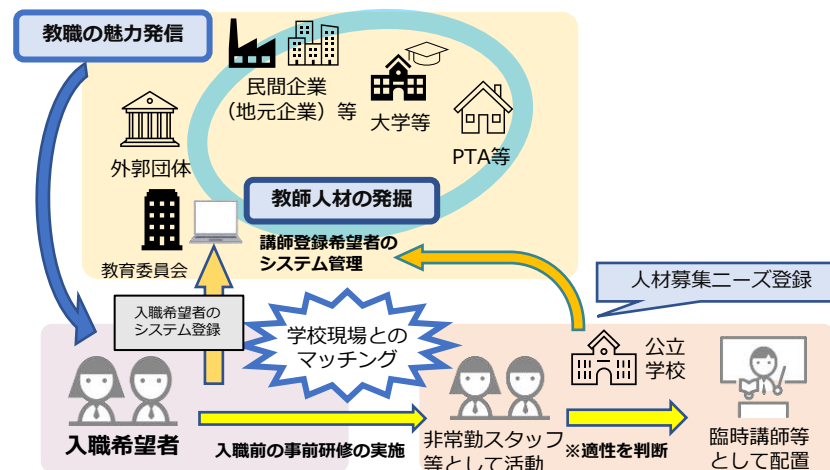 教職の魅力発信
民間企業
（地元企業）等
大学等
PTA等
外郭団体
教師人材の発掘
教育委員会
講師登録希望者の
システム管理
人材募集ニーズ登録
入職希望者の
システム登録
学校現場との
マッチング
公立
学校
入職希望者
入職前の事前研修の実施
非常勤スタッフ
等として活動
※適性を判断
臨時講師等
として配置